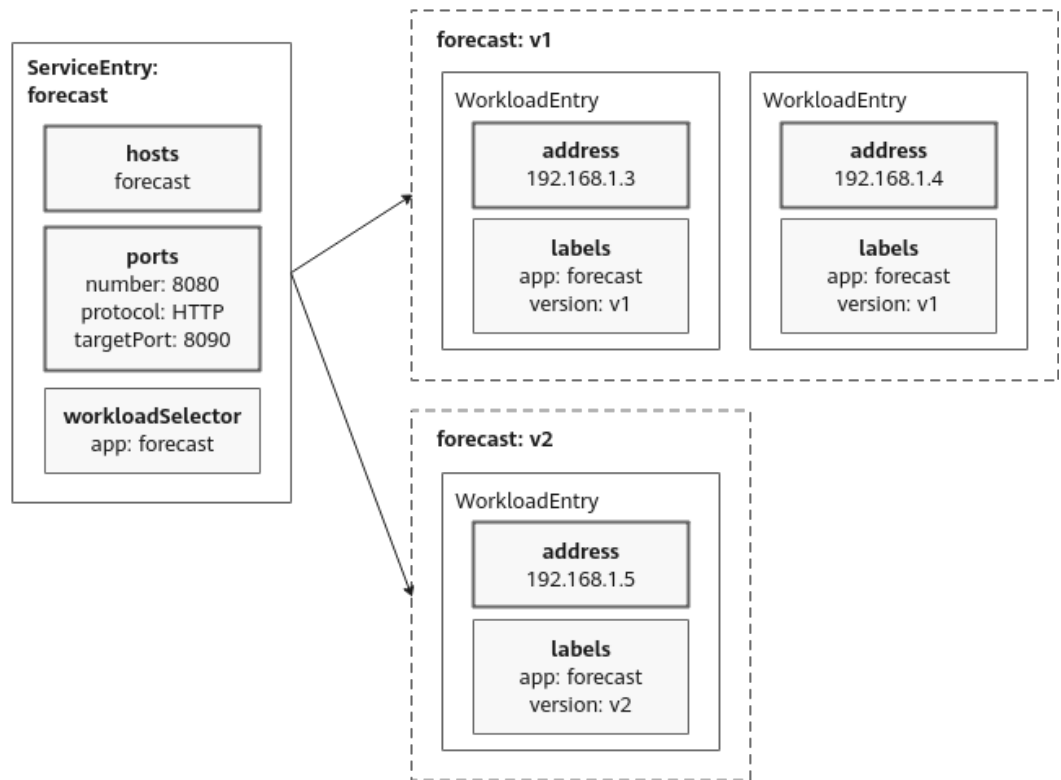 ServiceEntry:
forecast
hosts
forecast
ports
number: 8080
protocol: HTTP
targetPort: 8090
workloadSelector
app: forecast
forecast: v1
WorkloadEntry
address
192.168.1.3
labels
app: forecast
version: v1
WorkloadEntry
address
192.168.1.4
labels
app: forecast
version: v1
forecast: v2
WorkloadEntry
address
192.168.1.5
labels
app: forecast
version: v2